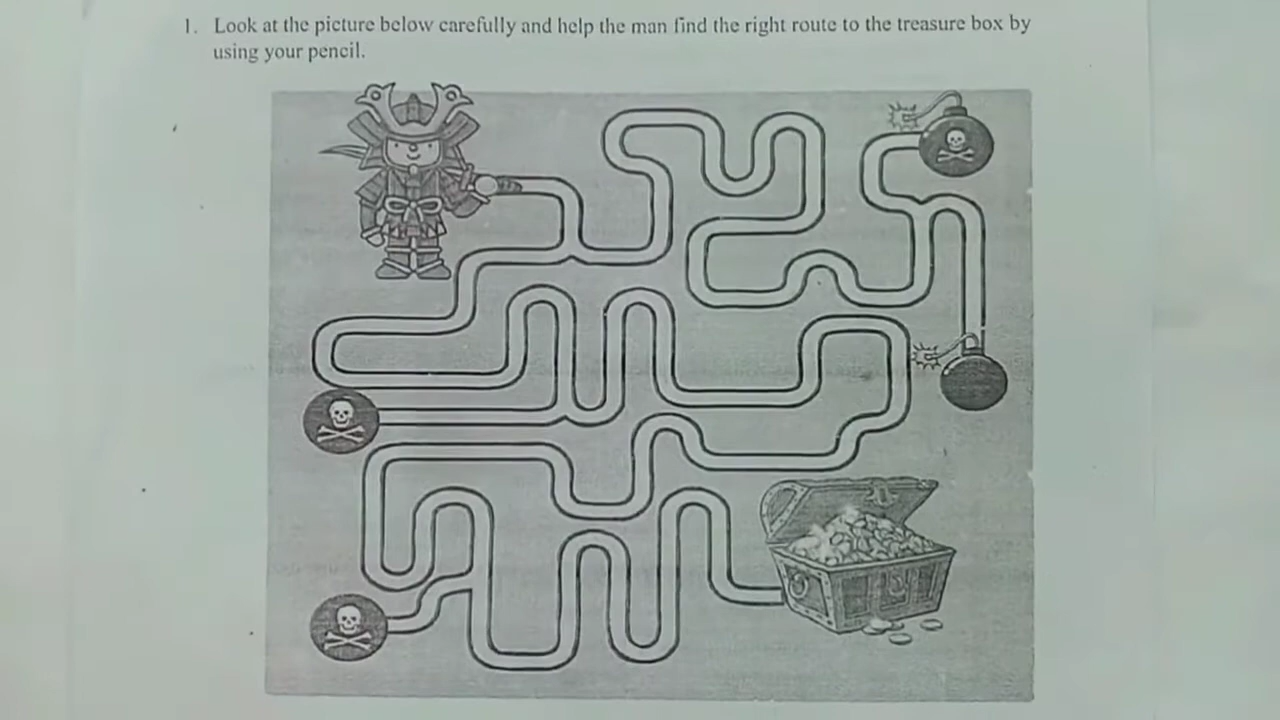 1. Look at the picture below carefully and help the man find the right route to the treasure box by
using your pencil.